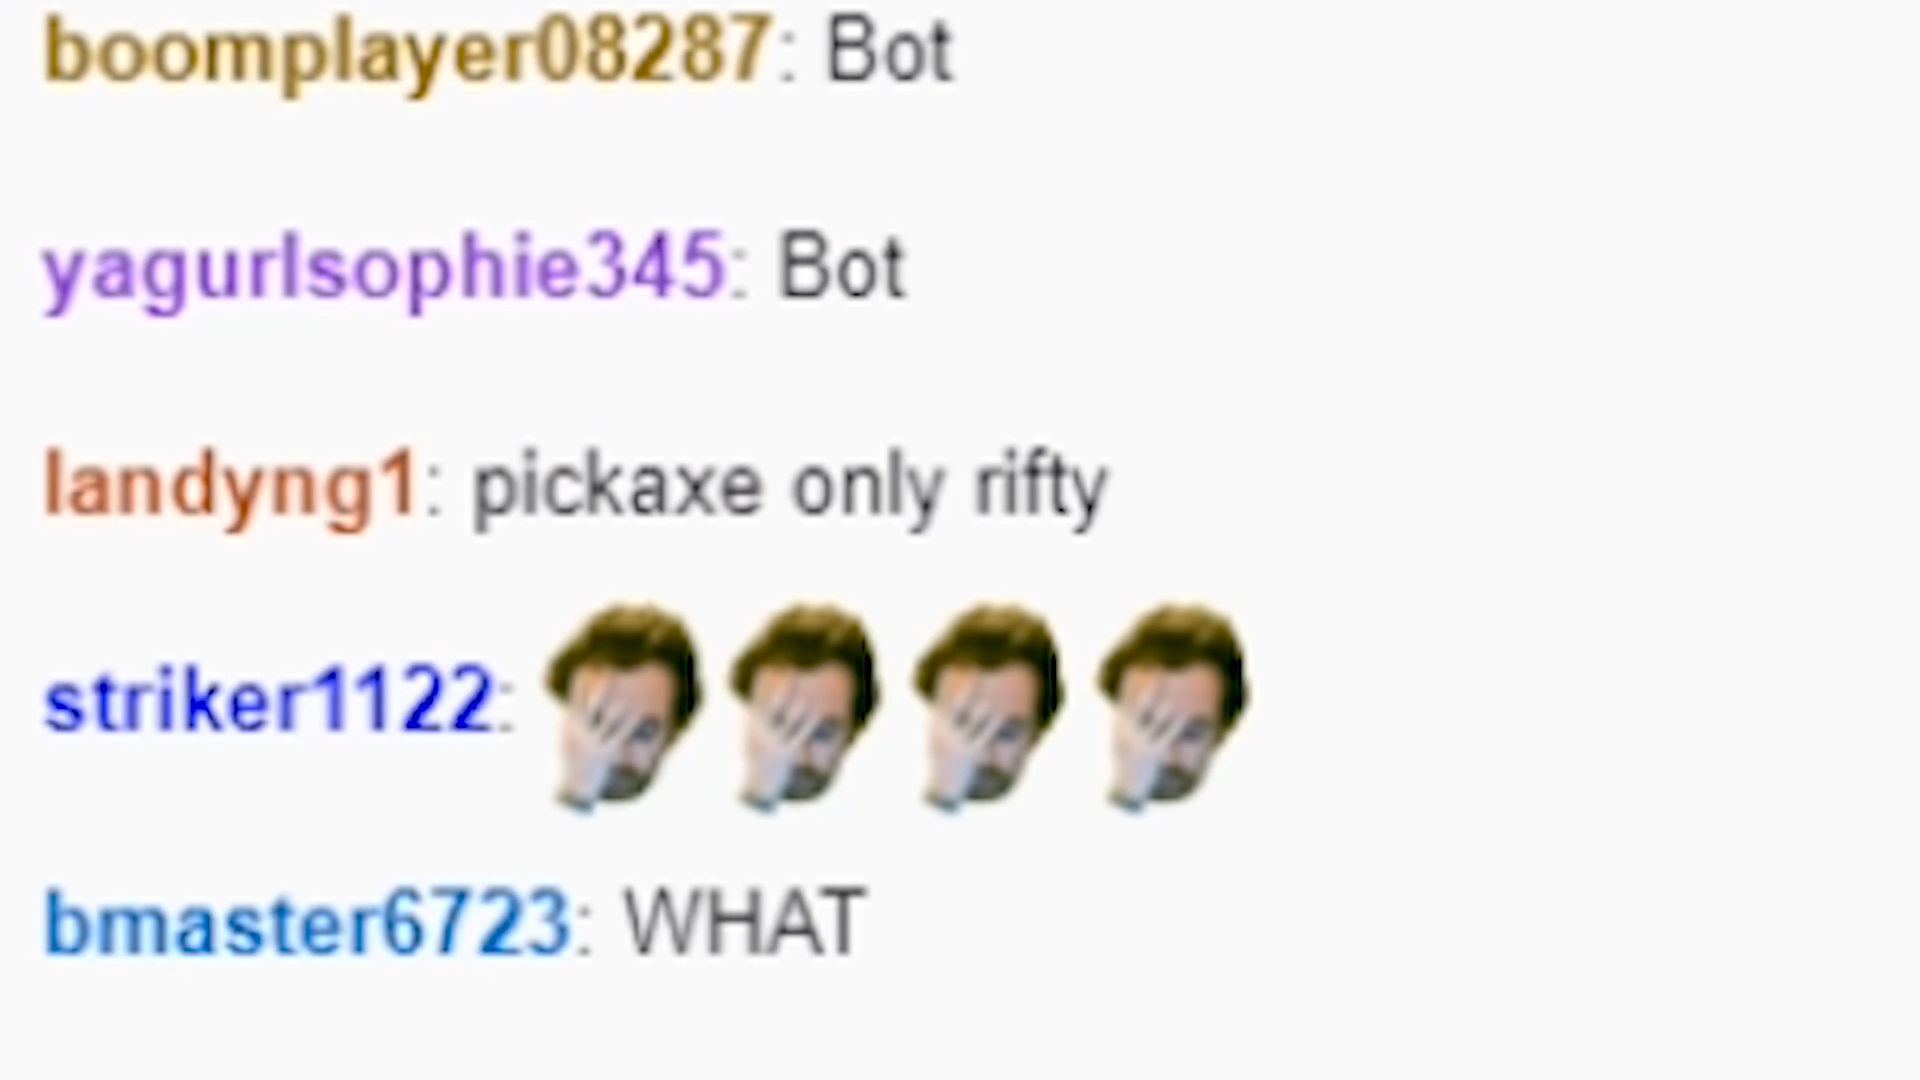 boomplayer08287: Bot
yagurlsophie345: Bot
landyng1: pickaxe only rifty
striker1122:
bmaster6723: WHAT